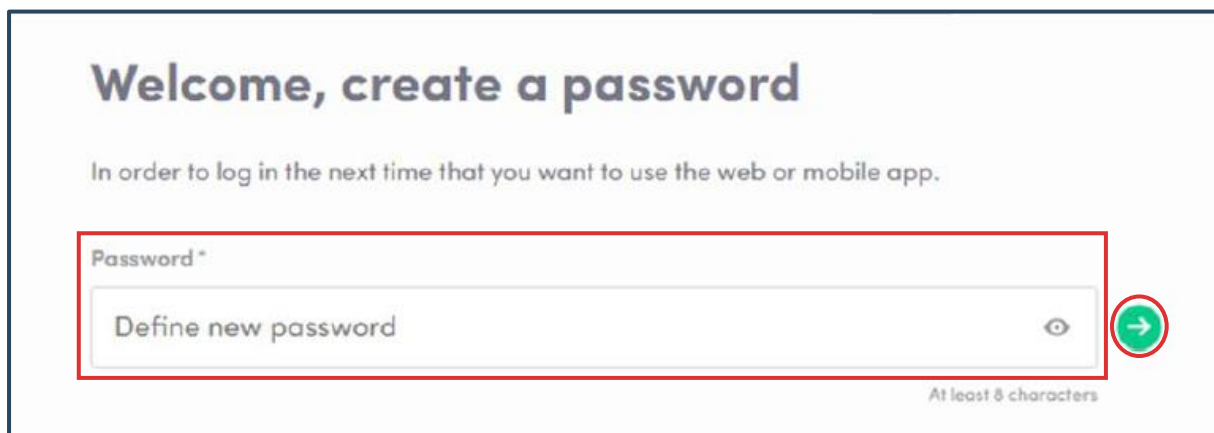 Welcome, create a password
In order to log in the next time that you want to use the web or mobile app.
Password*
Define new password
At least 8 characters